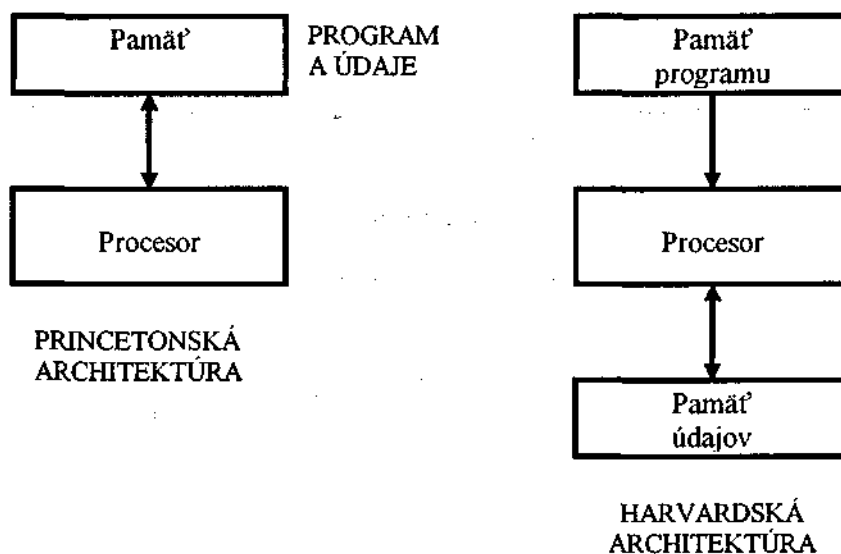 Pamäť
PROGRAM
A ÚDAJE
Procesor
PRINCETONSKÁ
ARCHITEKTÚRA
Pamäť
programu
Procesor
Pamäť
údajov
HARVARDSKÁ
ARCHITEKTÚRA